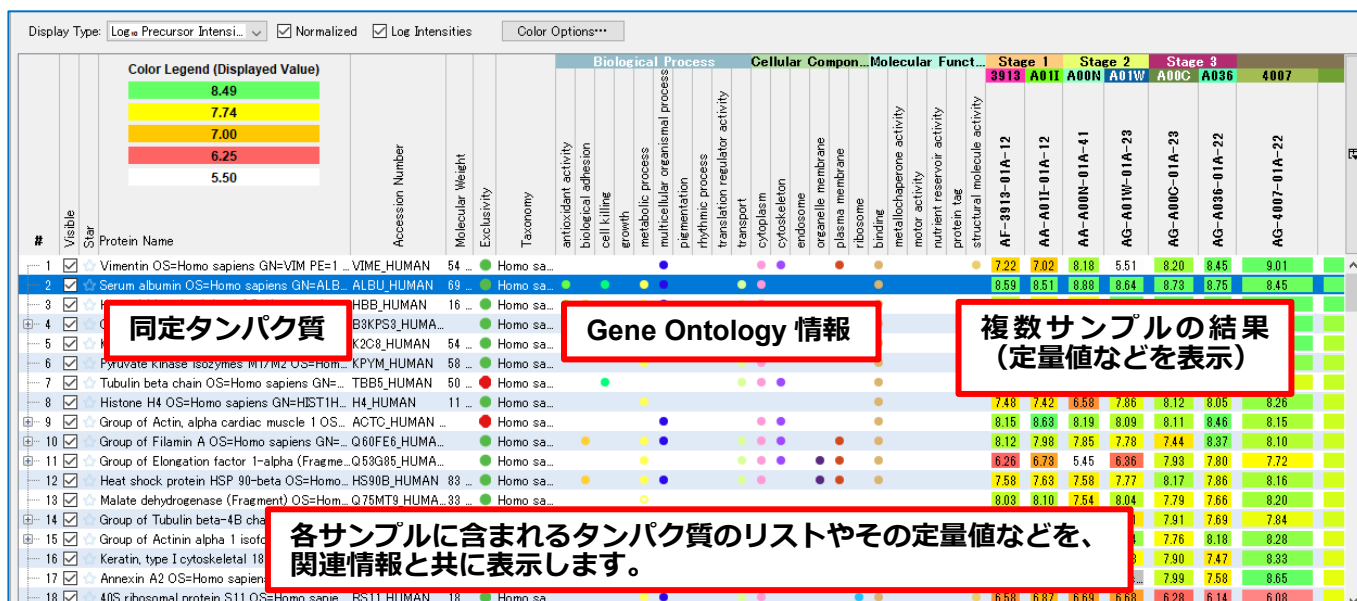 Display Type: Log₁₀ Precursor Intensi... Normalized Log Intensities Color Options...
Color Legend (Displayed Value)
8.49
7.74
7.00
6.25
5.50
Biological Process Cellular Compon... Molecular Funct... Stage 1 Stage 2 Stage 3
3913 A01I A00N A01W A00C A036 4007
# Visible Star Protein Name Accession Number Molecular Weight Exclusivity Taxonomy
antioxidant activity
biological adhesion
cell killing
growth
metabolic process
multicellular organismal process
pigmentation
rhythmic process
translation regulator activity
transport
cytoplasm
cytoskeleton
endosome
organelle membrane
plasma membrane
ribosome
binding
metallochaperone activity
motor activity
nutrient reservoir activity
protein tag
structural molecule activity
AF-3913-01A-12
AA-A01I-01A-12
AA-A00N-01A-41
AG-A01W-01A-23
AG-A00C-01A-23
AG-A036-01A-22
AG-4007-01A-22
1 Vimentin OS=Homo sapiens GN=VIM PE=1 ... VIME_HUMAN 54 ... Homo sa... 7.22 7.02 8.18 5.51 8.20 8.45 9.01
2 Serum albumin OS=Homo sapiens GN=ALB... ALBU_HUMAN 69 ... Homo sa... 8.59 8.51 8.88 8.64 8.73 8.75 8.45
3 HBB_HUMAN 16 ... Homo sa...
4 B3KPS3_HUMA... Homo sa...
5 K2C8_HUMAN 54 ... Homo sa...
6 Pyruvate kinase isozymes M1/M2 OS=Hom... KPYM_HUMAN 58 ... Homo sa...
同定タンパク質
Gene Ontology 情報
複数サンプルの結果
（定量値などを表示）
7 Tubulin beta chain OS=Homo sapiens GN=... TBB5_HUMAN 50 ... Homo sa...
8 Histone H4 OS=Homo sapiens GN=HIST1H... H4_HUMAN 11 ... Homo sa... 7.48 7.42 6.58 7.86 8.12 8.05 8.26
9 Group of Actin, alpha cardiac muscle 1 OS... ACTC_HUMAN ... Homo sa... 8.15 8.63 8.19 8.09 8.11 8.46 8.15
10 Group of Filamin A OS=Homo sapiens GN=... Q60FE6_HUMA... Homo sa... 8.12 7.98 7.85 7.78 7.44 8.37 8.10
11 Group of Elongation factor 1-alpha (Fragme... Q53G85_HUMA... Homo sa... 6.26 6.73 5.45 6.36 7.93 7.80 7.72
12 Heat shock protein HSP 90-beta OS=Homo... HS90B_HUMAN 83 ... Homo sa... 7.58 7.63 7.58 7.77 8.17 7.86 8.16
13 Malate dehydrogenase (Fragment) OS=Hom... Q75MT9_HUMA... 33 ... Homo sa... 8.03 8.10 7.54 8.04 7.79 7.66 8.20
14 Group of Tubulin beta-4B cha 7.91 7.69 7.84
15 Group of Actinin alpha 1 isofo 7.76 8.18 8.28
16 Keratin, type I cytoskeletal 18 7.90 7.47 8.33
17 Annexin A2 OS=Homo sapien 7.99 7.58 8.65
各サンプルに含まれるタンパク質のリストやその定量値などを、
関連情報と共に表示します。
18 40S ribosomal protein S11 OS=Homo sapie... RS11_HUMAN 18 ... Homo sa... 6.58 6.87 6.69 6.68 6.28 6.14 6.08